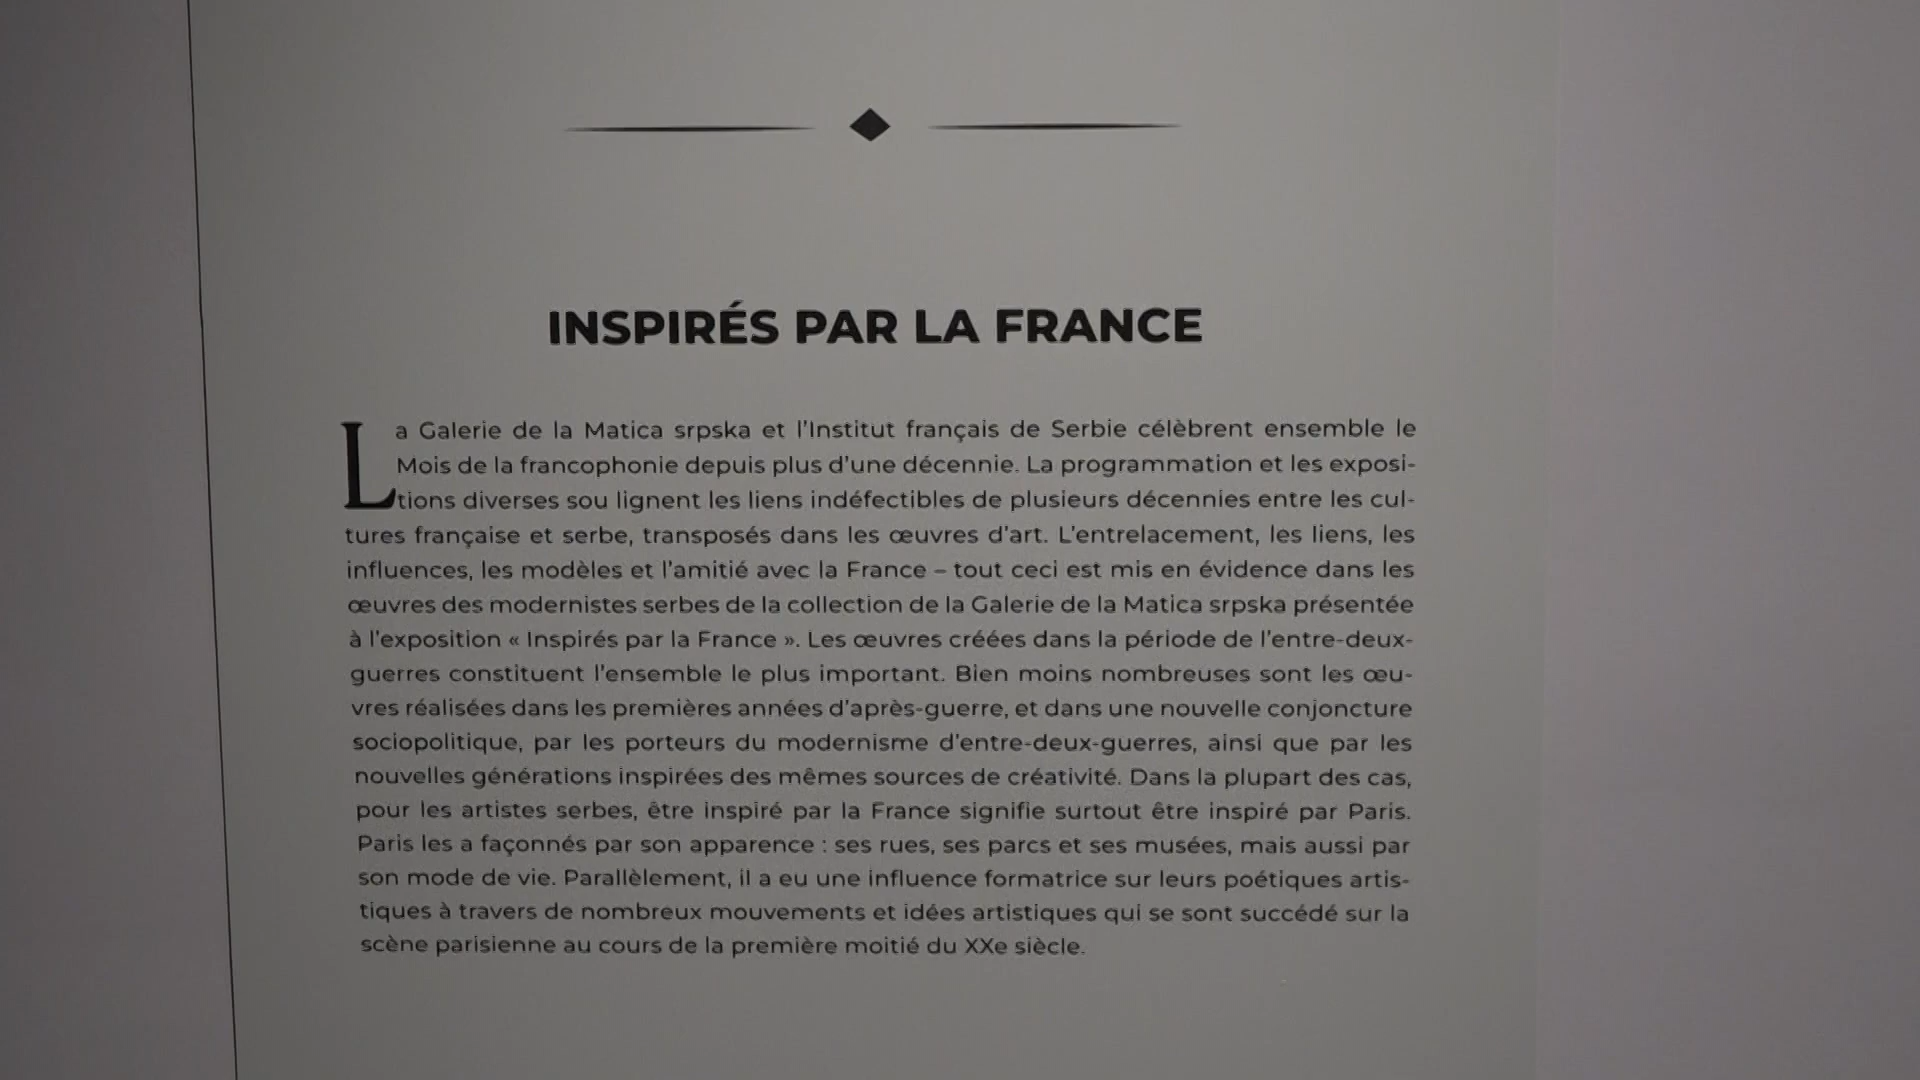 INSPIRÉS PAR LA FRANCE
La Galerie de la Matica srpska et l'Institut français de Serbie célèbrent ensemble le
Mois de la francophonie depuis plus d'une décennie. La programmation et les exposi-
tions diverses sou lignent les liens indéfectibles de plusieurs décennies entre les cul-
tures française et serbe, transposés dans les œuvres d'art. L'entrelacement, les liens, les
influences, les modèles et l'amitié avec la France – tout ceci est mis en évidence dans les
œuvres des modernistes serbes de la collection de la Galerie de la Matica srpska présentée
à l'exposition « Inspirés par la France ». Les œuvres créées dans la période de l'entre-deux-
guerres constituent l'ensemble le plus important. Bien moins nombreuses sont les œu-
vres réalisées dans les premières années d'après-guerre, et dans une nouvelle conjoncture
sociopolitique, par les porteurs du modernisme d'entre-deux-guerres, ainsi que par les
nouvelles générations inspirées des mêmes sources de créativité. Dans la plupart des cas,
pour les artistes serbes, être inspiré par la France signifie surtout être inspiré par Paris.
Paris les a façonnés par son apparence : ses rues, ses parcs et ses musées, mais aussi par
son mode de vie. Parallèlement, il a eu une influence formatrice sur leurs poétiques artis-
tiques à travers de nombreux mouvements et idées artistiques qui se sont succédé sur la
scène parisienne au cours de la première moitié du XXe siècle.